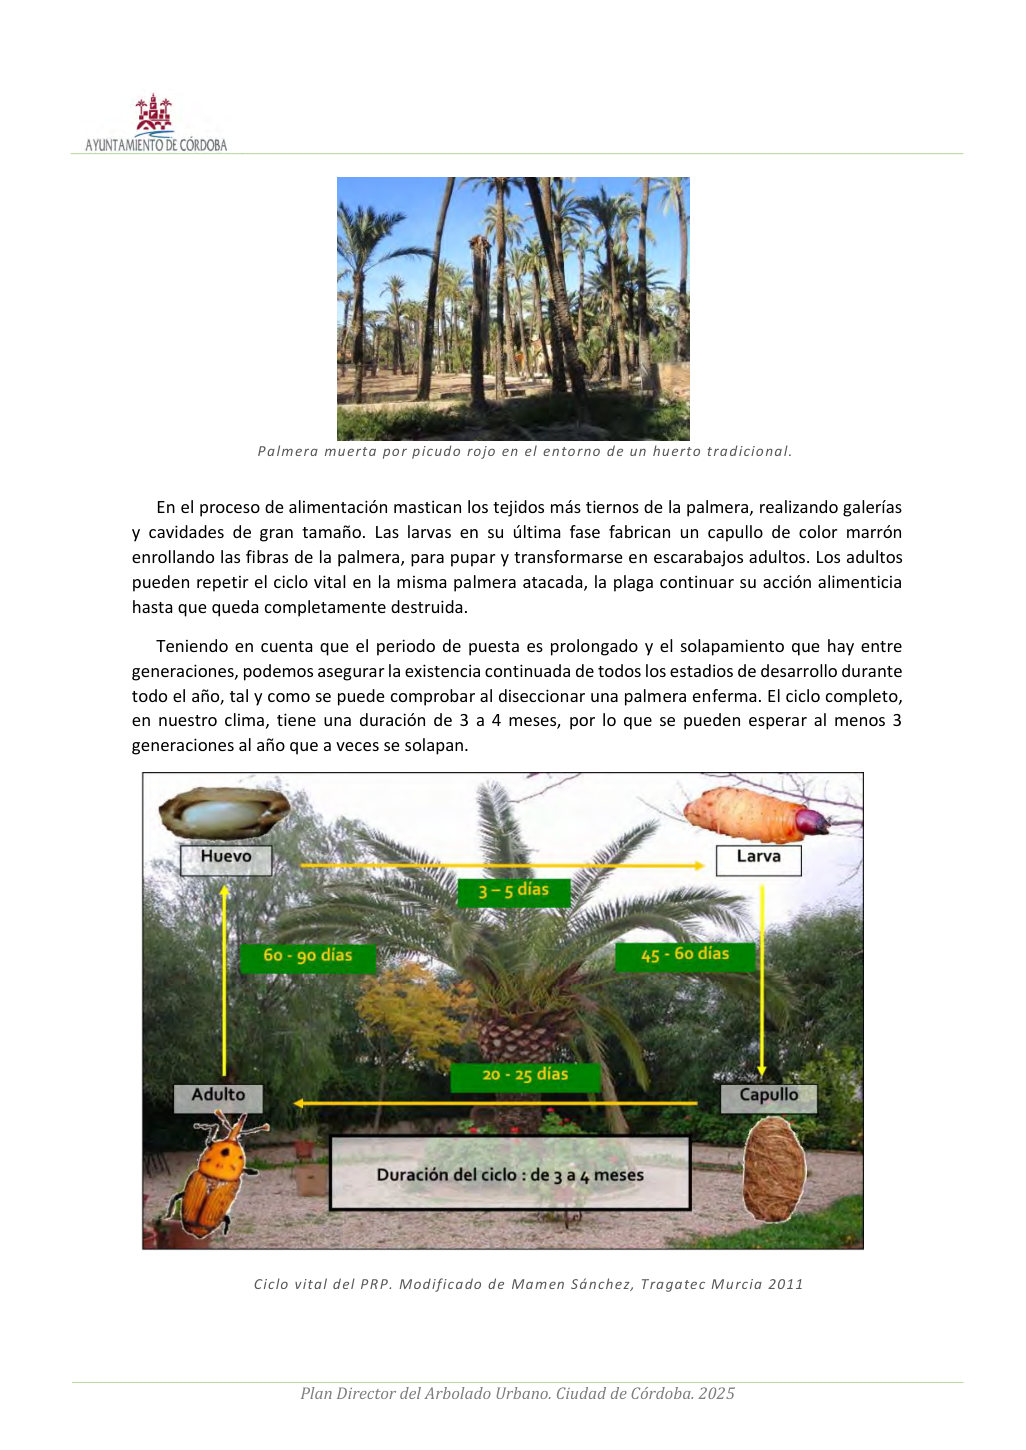 AYUNTAMIENTO DE CÓRDOBA
Palmera muerta por picudo rojo en el entorno de un huerto tradicional.
En el proceso de alimentación mastican los tejidos más tiernos de la palmera, realizando galerías
y cavidades de gran tamaño. Las larvas en su última fase fabrican un capullo de color marrón
enrollando las fibras de la palmera, para pupar y transformarse en escarabajos adultos. Los adultos
pueden repetir el ciclo vital en la misma palmera atacada, la plaga continuar su acción alimenticia
hasta que queda completamente destruida.
Teniendo en cuenta que el periodo de puesta es prolongado y el solapamiento que hay entre
generaciones, podemos asegurar la existencia continuada de todos los estadios de desarrollo durante
todo el año, tal y como se puede comprobar al diseccionar una palmera enferma. El ciclo completo,
en nuestro clima, tiene una duración de 3 a 4 meses, por lo que se pueden esperar al menos 3
generaciones al año que a veces se solapan.
Huevo
Larva
3 – 5 días
60 - 90 días
45 - 60 días
20 - 25 días
Adulto
Capullo
Duración del ciclo : de 3 a 4 meses
Ciclo vital del PRP. Modificado de Mamen Sánchez, Tragatec Murcia 2011
Plan Director del Arbolado Urbano. Ciudad de Córdoba. 2025